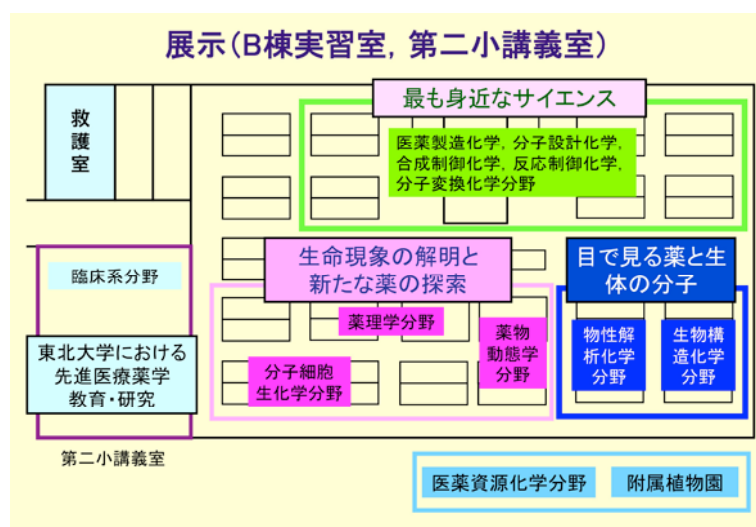 展示(B棟実習室, 第二小講義室)
救
護
室
最も身近なサイエンス
医薬製造化学, 分子設計化学,
合成制御化学, 反応制御化学,
分子変換化学分野
生命現象の解明と
新たな薬の探索
目で見る薬と生
体の分子
臨床系分野
東北大学における
先進医療薬学
教育・研究
第二小講義室
薬理学分野
分子細胞
生化学分野
薬物
動態学
分野
物性解
析化学
分野
生物構
造化学
分野
医薬資源化学分野
附属植物園